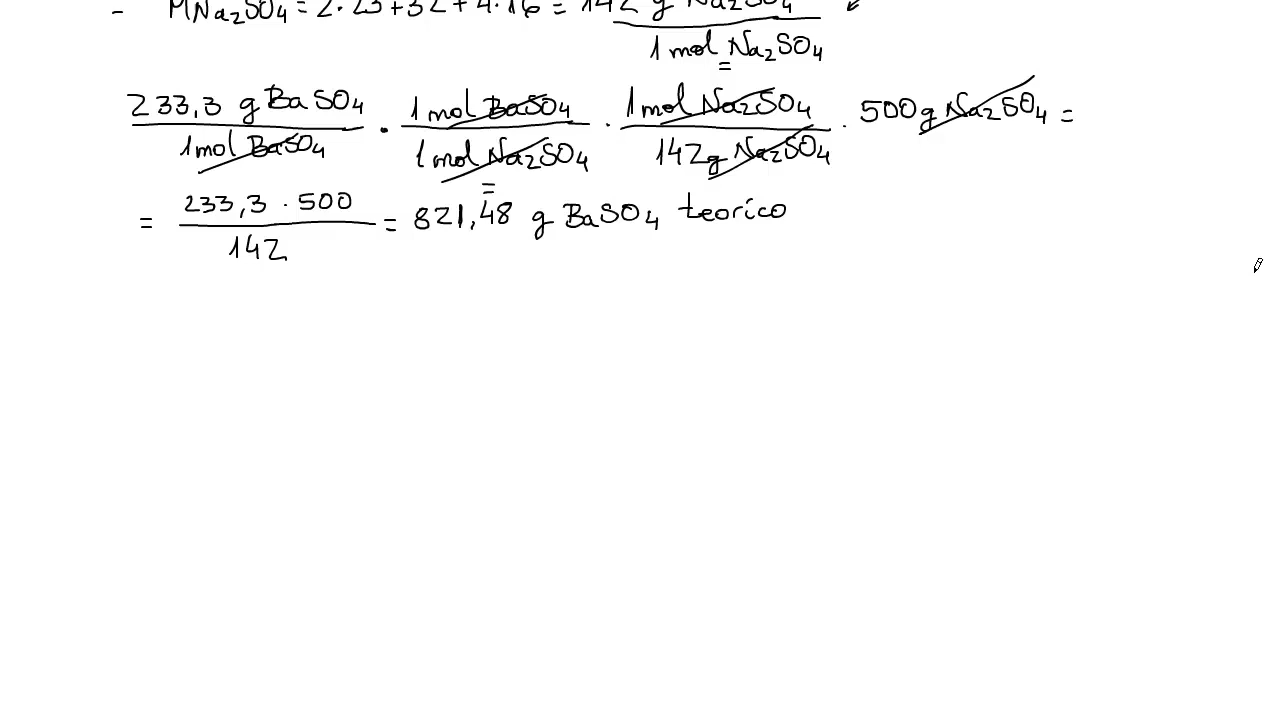 - MNa₂SO₄ = 2·23+32+4·16 = 142 g Na₂SO₄ / 1 mol Na₂SO₄
233,3 g BaSO₄ / 1 mol BaSO₄ · 1 mol BaSO₄ / 1 mol Na₂SO₄ · 1 mol Na₂SO₄ / 142 g Na₂SO₄ · 500 g Na₂SO₄ =
= 233,3 · 500 / 142 = 821,48 g BaSO₄ teorico